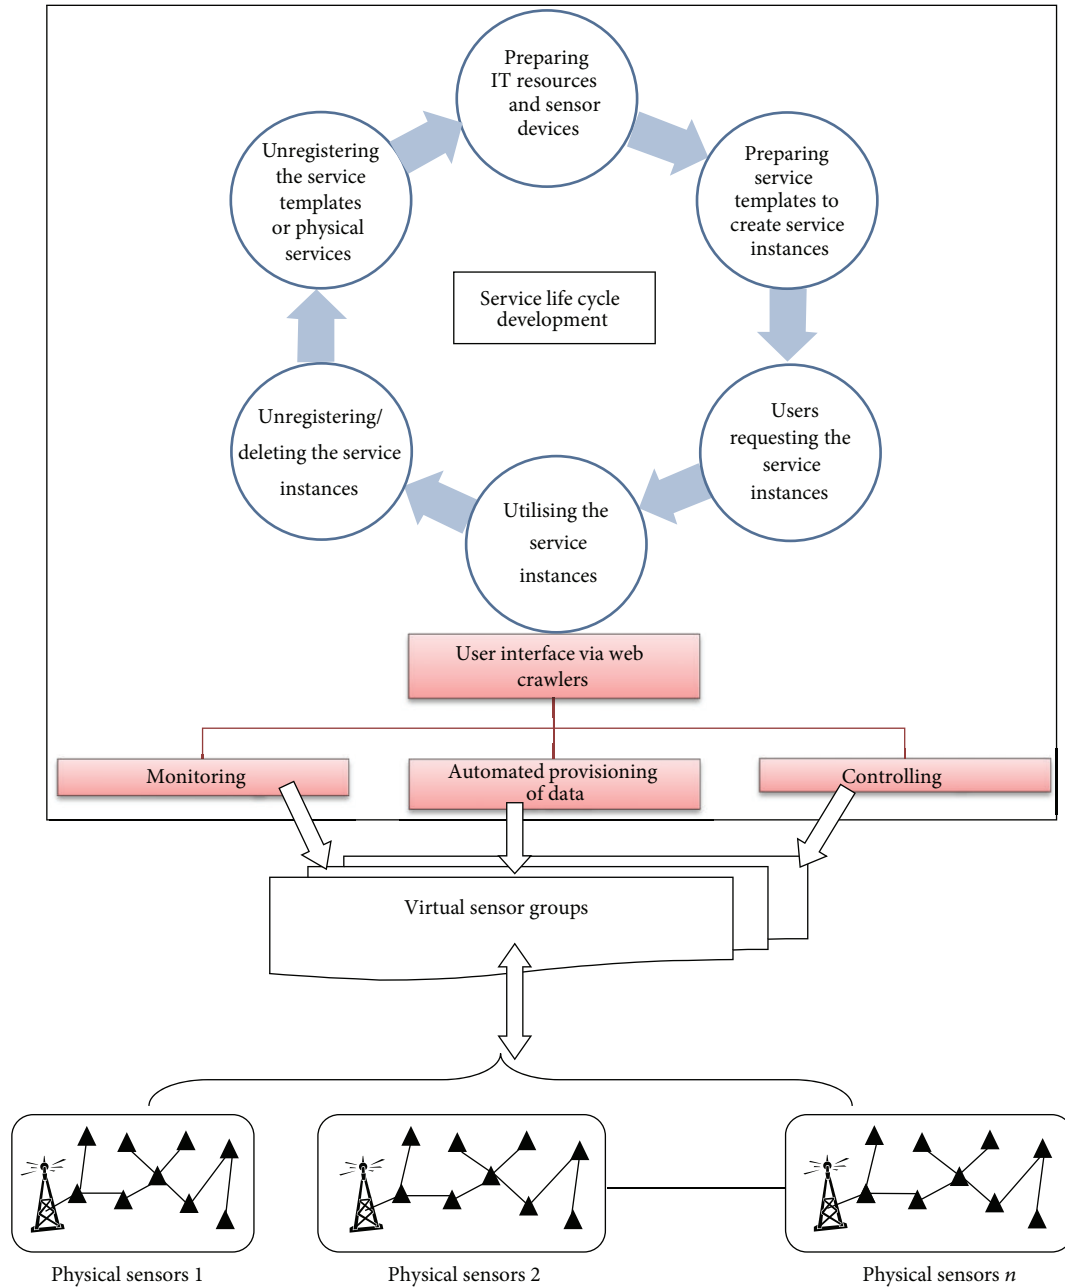 Preparing
IT resources
and sensor
devices
Unregistering
the service
templates
or physical
services
Preparing
service
templates to
create service
instances
Service life cycle
development
Unregistering/
deleting the service
instances
Users
requesting the
service
instances
Utilising the
service
instances
User interface via web
crawlers
Monitoring
Automated provisioning
of data
Controlling
Virtual sensor groups
Physical sensors 1
Physical sensors 2
Physical sensors n